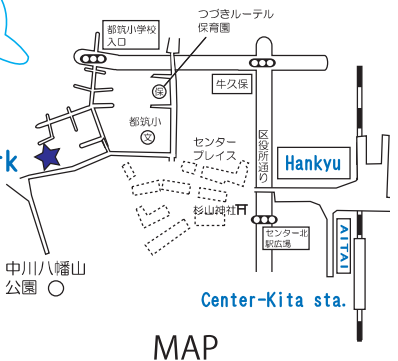 つづきルーテル
保育園
都筑小学校
入口
保
牛久保
都筑小
文
センター
プレイス
区役所通り
Hankyu
rk
杉山神社
センター北
駅広場
AITAI
中川八幡山
公園
Center-Kita sta.
MAP